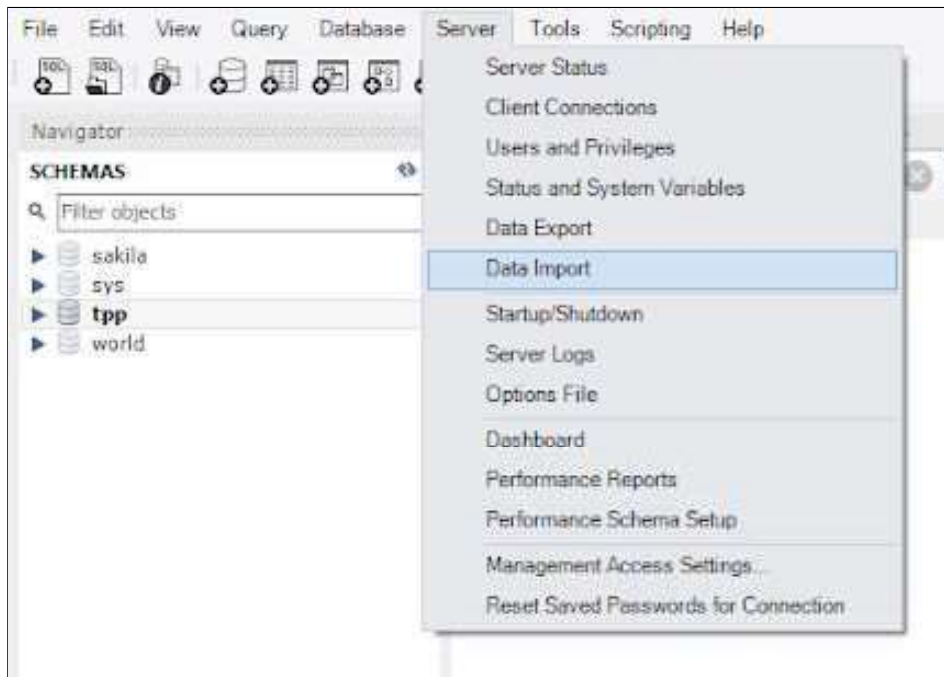 File Edit View Query Database Server Tools Scripting Help
SQL SQL
Navigator
SCHEMAS
Filter objects
sakila
sys
tpp
world
Server Status
Client Connections
Users and Privileges
Status and System Variables
Data Export
Data Import
Startup/Shutdown
Server Logs
Options File
Dashboard
Performance Reports
Performance Schema Setup
Management Access Settings...
Reset Saved Passwords for Connection